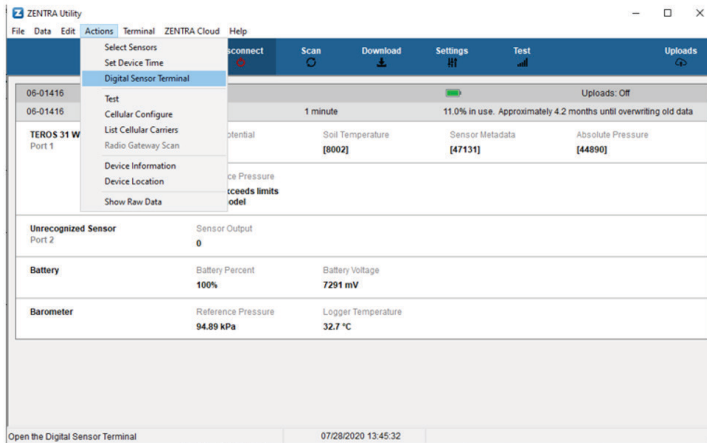 ZENTRA Utility
File Data Edit Actions Terminal ZENTRA Cloud Help
Select Sensors
Set Device Time
Digital Sensor Terminal
Test
Cellular Configure
List Cellular Carriers
Radio Gateway Scan
Device Information
Device Location
Show Raw Data
Scan Download Settings Test Uploads
06-01416 Uploads: Off
06-01416 1 minute 11.0% in use. Approximately 4.2 months until overwriting old data
TEROS 31 Soil Temperature Sensor Metadata Absolute Pressure
Port 1 [8002] [47131] [44890]
Pressure
limits
Unrecognized Sensor Sensor Output
Port 2 0
Battery Battery Percent Battery Voltage
100% 7291 mV
Barometer Reference Pressure Logger Temperature
94.89 kPa 32.7 °C
Open the Digital Sensor Terminal 07/28/2020 13:45:32